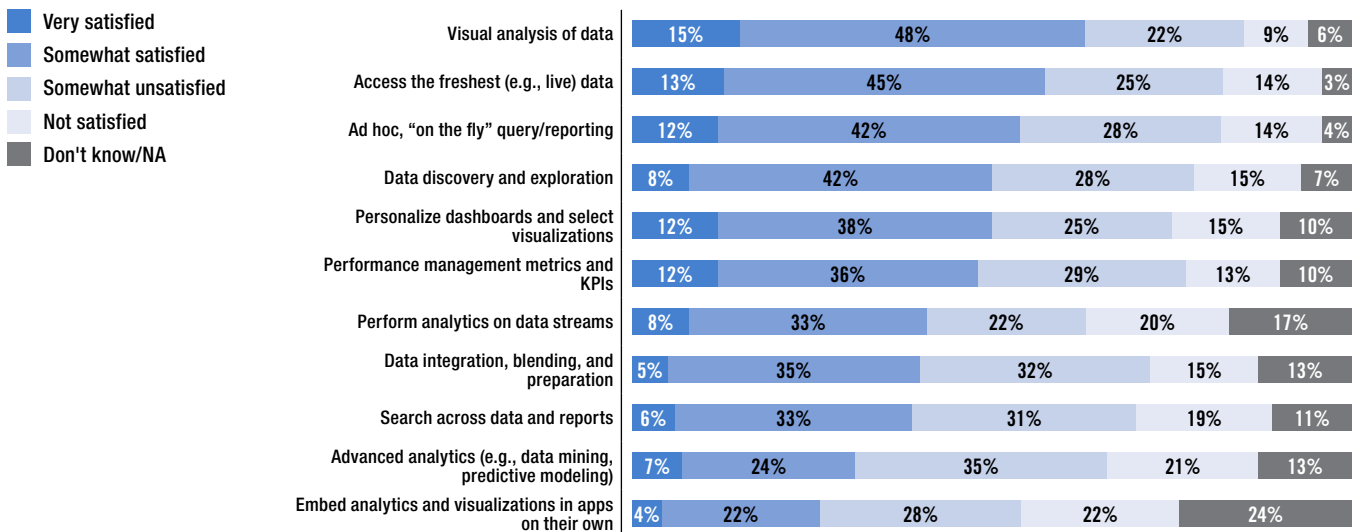 Very satisfied
Somewhat satisfied
Somewhat unsatisfied
Not satisfied
Don't know/NA
Visual analysis of data
15% 48% 22% 9% 6%
Access the freshest (e.g., live) data
13% 45% 25% 14% 3%
Ad hoc, “on the fly” query/reporting
12% 42% 28% 14% 4%
Data discovery and exploration
8% 42% 28% 15% 7%
Personalize dashboards and select
visualizations
12% 38% 25% 15% 10%
Performance management metrics and
KPIs
12% 36% 29% 13% 10%
Perform analytics on data streams
8% 33% 22% 20% 17%
Data integration, blending, and
preparation
5% 35% 32% 15% 13%
Search across data and reports
6% 33% 31% 19% 11%
Advanced analytics (e.g., data mining,
predictive modeling)
7% 24% 35% 21% 13%
Embed analytics and visualizations in apps
on their own
4% 22% 28% 22% 24%